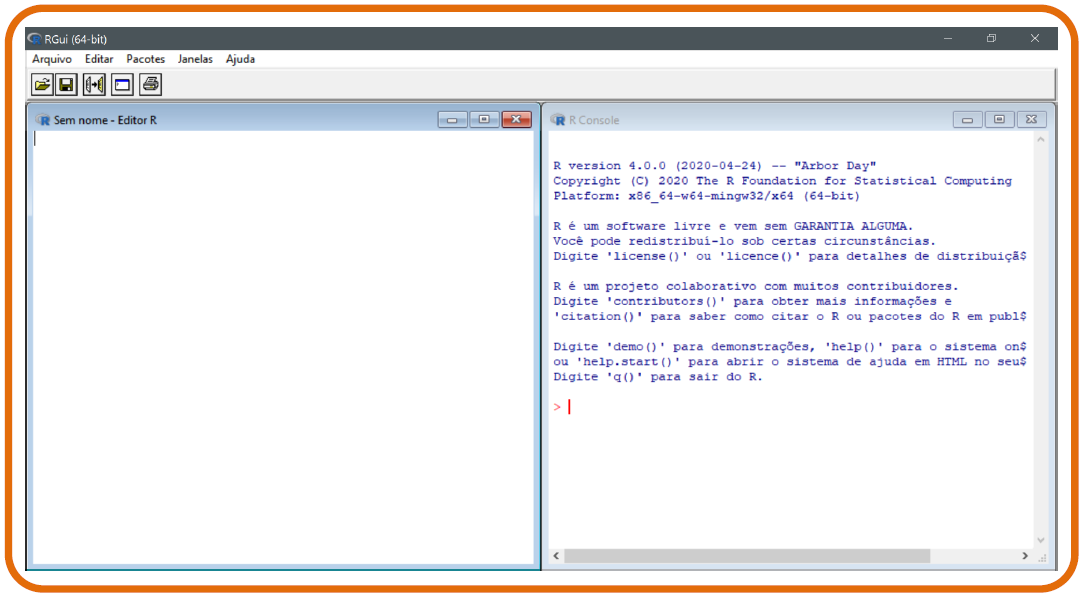 RGui (64-bit)
Arquivo Editar Pacotes Janelas Ajuda
Sem nome - Editor R
R Console
R version 4.0.0 (2020-04-24) -- "Arbor Day"
Copyright (C) 2020 The R Foundation for Statistical Computing
Platform: x86_64-w64-mingw32/x64 (64-bit)
R é um software livre e vem sem GARANTIA ALGUMA.
Você pode redistribuí-lo sob certas circunstâncias.
Digite 'license()' ou 'licence()' para detalhes de distribuiçã$
R é um projeto colaborativo com muitos contribuidores.
Digite 'contributors()' para obter mais informações e
'citation()' para saber como citar o R ou pacotes do R em publ$
Digite 'demo()' para demonstrações, 'help()' para o sistema on$
ou 'help.start()' para abrir o sistema de ajuda em HTML no seu$
Digite 'q()' para sair do R.
>